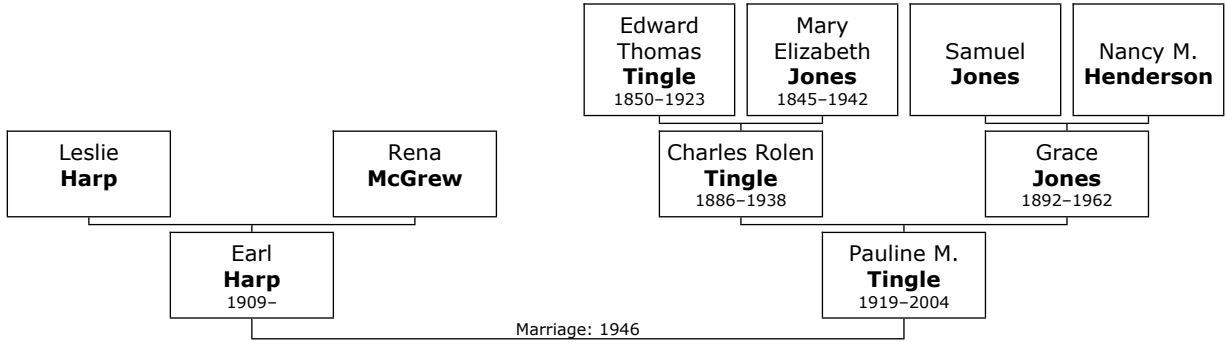 Edward
Thomas
Tingle
1850–1923
Mary
Elizabeth
Jones
1845–1942
Samuel
Jones
Nancy M.
Henderson
Leslie
Harp
Rena
McGrew
Charles Rolen
Tingle
1886–1938
Grace
Jones
1892–1962
Earl
Harp
1909–
Pauline M.
Tingle
1919–2004
Marriage: 1946